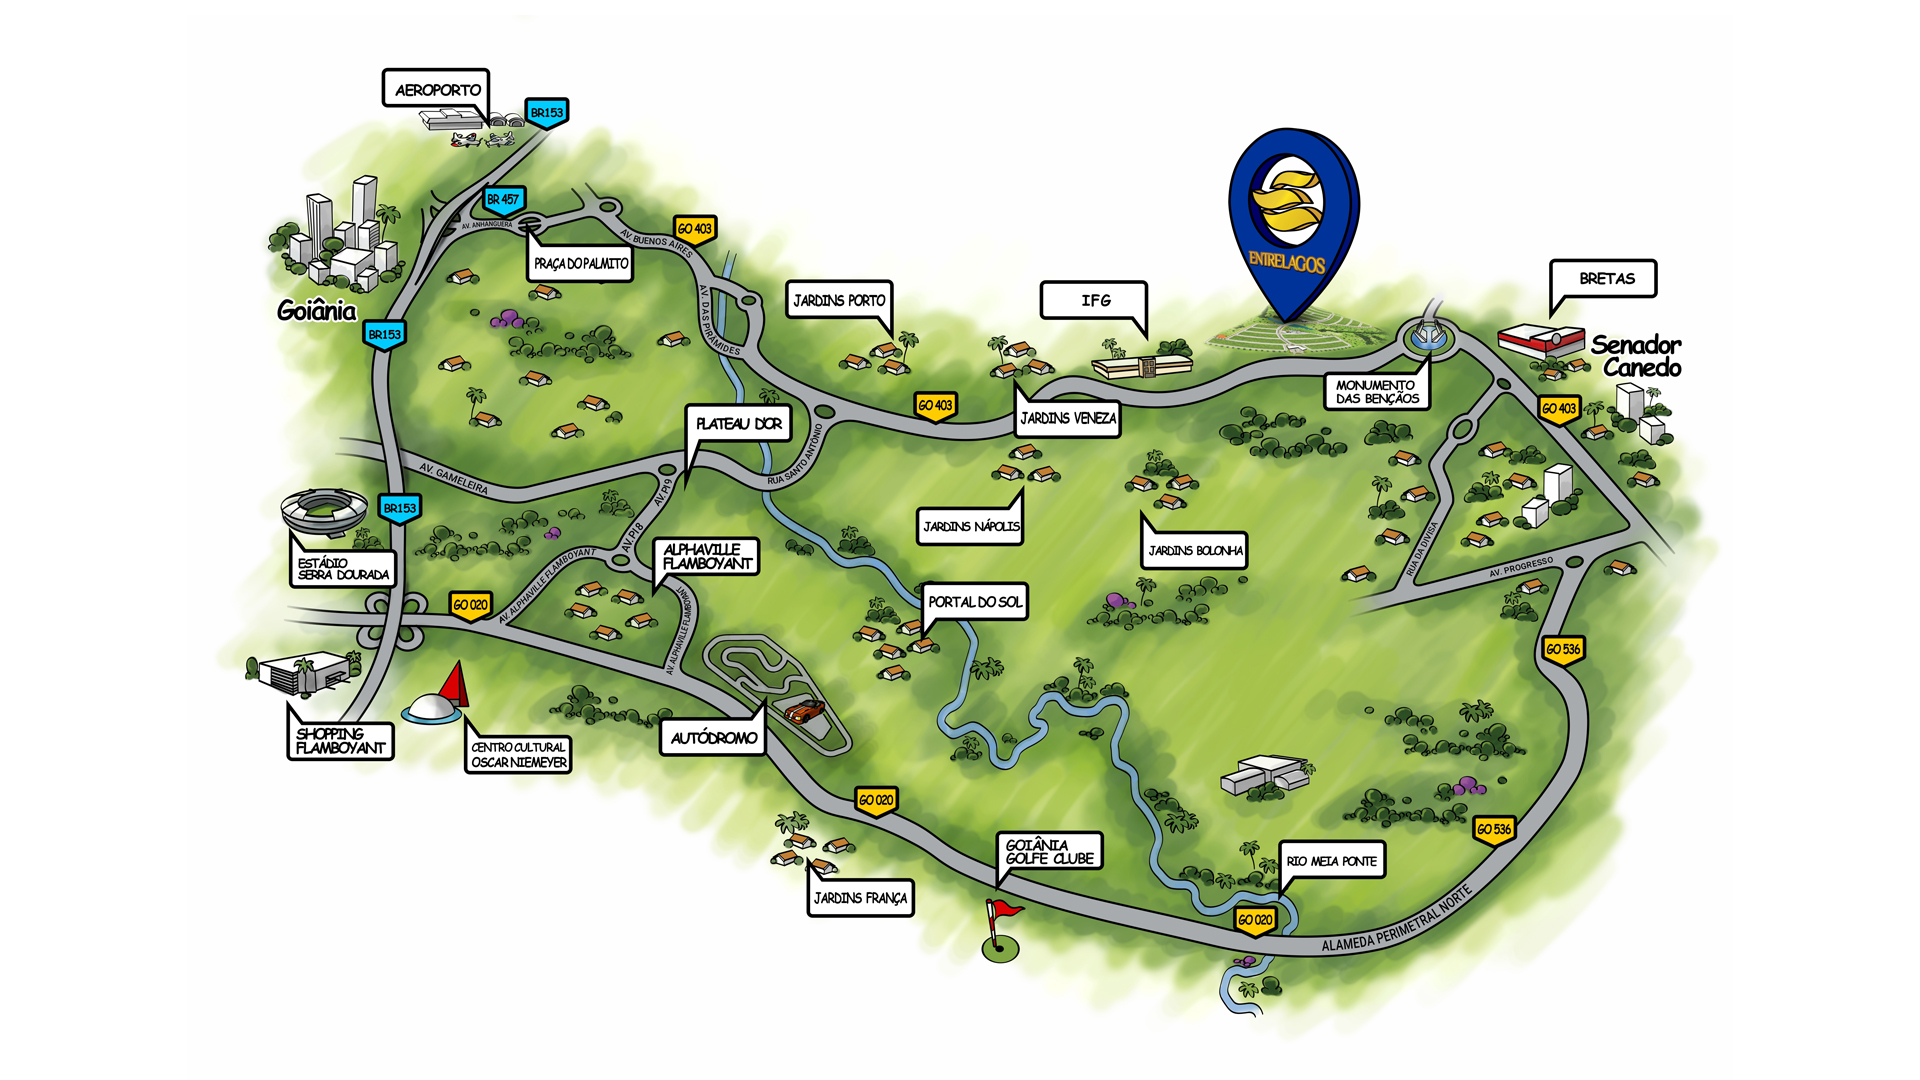 AEROPORTO
BR153
BR 457
AV. ANHANGUERA
PRAÇA DO PALMITO
AV. BUENOS AIRES
GO 403
AV. DAS PIRÂMIDES
Goiânia
BR153
JARDINS PORTO
IFG
ENTRELAGOS
BRETAS
Senador
Canedo
MONUMENTO
DAS BENÇÃOS
GO 403
GO 403
JARDINS VENEZA
PLATEAU D'OR
RUA SANTO ANTÔNIO
AV. GAMELEIRA
AV. PL 9
AV. PL 8
BR153
ESTÁDIO
SERRA DOURADA
JARDINS NÁPOLIS
JARDINS BOLONHA
RUA DA DIVISA
AV. PROGRESSO
ALPHAVILLE
FLAMBOYANT
AV. ALPHAVILLE FLAMBOYANT
AV. ALPHAVILLE FLAMBOYANT
GO 020
PORTAL DO SOL
GO 536
SHOPPING
FLAMBOYANT
CENTRO CULTURAL
OSCAR NIEMEYER
AUTÓDROMO
GO 020
GO 536
JARDINS FRANÇA
GOIÂNIA
GOLFE CLUBE
RIO MEIA PONTE
GO 020
ALAMEDA PERIMETRAL NORTE